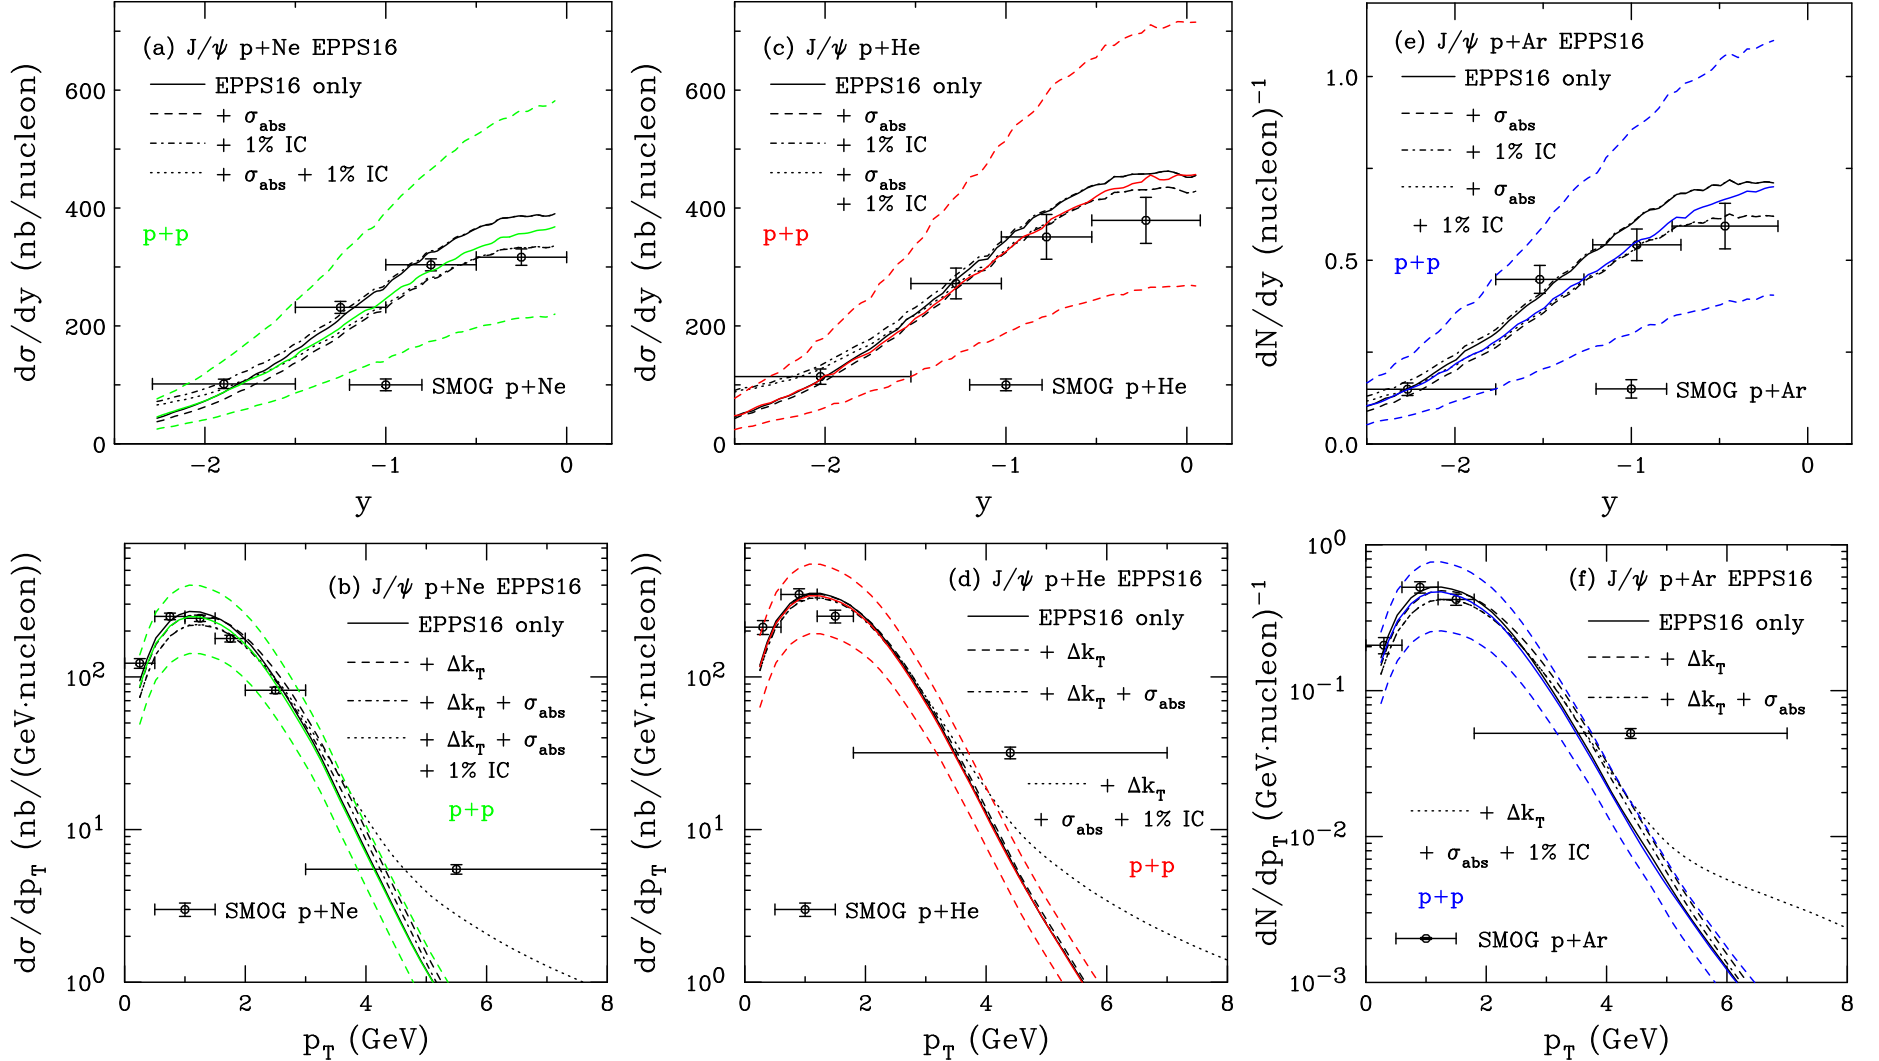 (a) J/ψ p+Ne EPPS16
EPPS16 only
+ σabs
+ 1% IC
+ σabs + 1% IC
p+p
SMOG p+Ne
dσ/dy (nb/nucleon)
600
400
200
0
−2
−1
0
y
(c) J/ψ p+He
EPPS16 only
+ σabs
+ 1% IC
+ σabs
+ 1% IC
p+p
SMOG p+He
dσ/dy (nb/nucleon)
600
400
200
0
−2
−1
0
y
(e) J/ψ p+Ar EPPS16
EPPS16 only
+ σabs
+ 1% IC
+ σabs
+ 1% IC
p+p
SMOG p+Ar
dN/dy (nucleon)⁻¹
1.0
0.5
0.0
−2
−1
0
y
(b) J/ψ p+Ne EPPS16
EPPS16 only
+ ΔkT
+ ΔkT + σabs
+ ΔkT + σabs
+ 1% IC
p+p
SMOG p+Ne
dσ/dpT (nb/(GeV·nucleon))
10²
10¹
10⁰
0
2
4
6
8
pT (GeV)
(d) J/ψ p+He EPPS16
EPPS16 only
+ ΔkT
+ ΔkT + σabs
+ ΔkT
+ σabs + 1% IC
p+p
SMOG p+He
dσ/dpT (nb/(GeV·nucleon))
10²
10¹
10⁰
0
2
4
6
8
pT (GeV)
(f) J/ψ p+Ar EPPS16
EPPS16 only
+ ΔkT
+ ΔkT + σabs
+ ΔkT
+ σabs + 1% IC
p+p
SMOG p+Ar
dN/dpT (GeV·nucleon)⁻¹
10⁰
10⁻¹
10⁻²
10⁻³
0
2
4
6
8
pT (GeV)